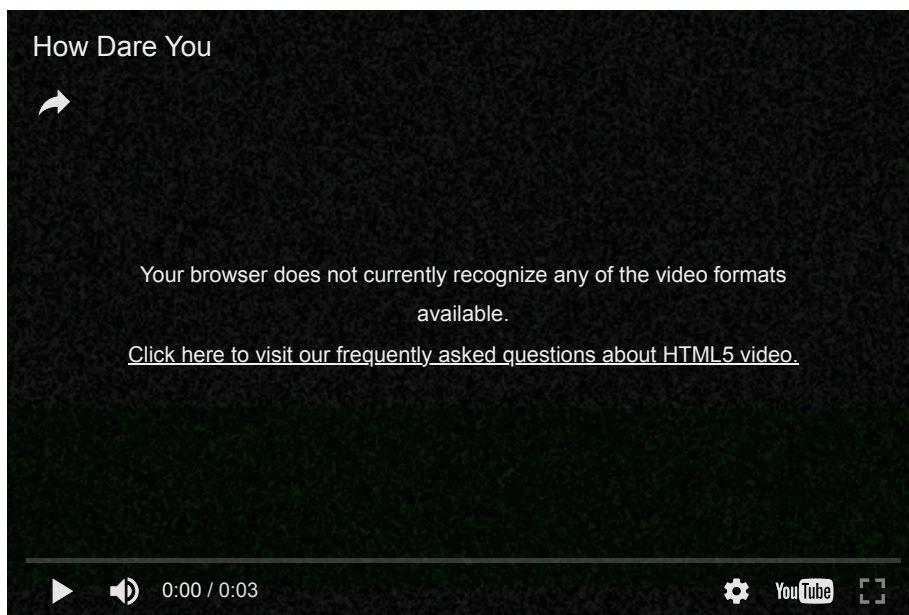 How Dare You
Your browser does not currently recognize any of the video formats
available.
Click here to visit our frequently asked questions about HTML5 video.
0:00 / 0:03
YouTube